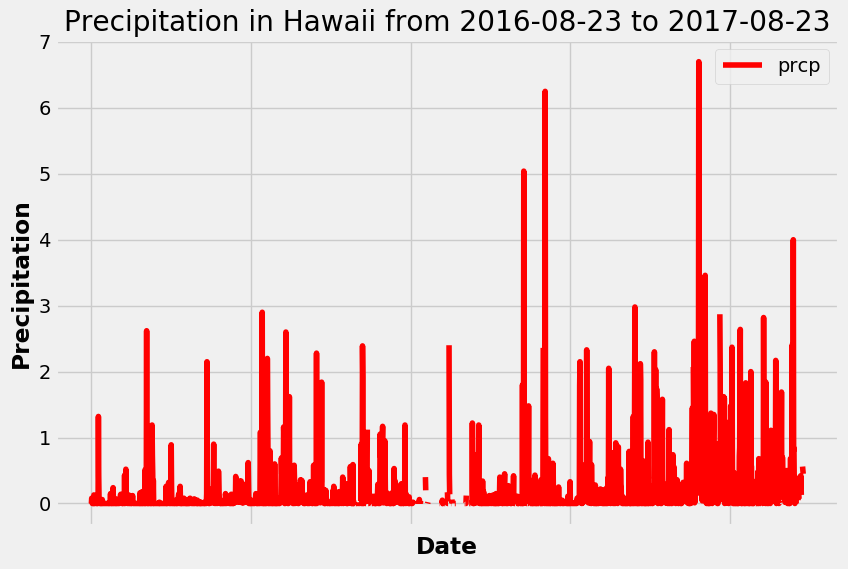 Precipitation in Hawaii from 2016-08-23 to 2017-08-23
7
prcp
6
5
4
3
2
1
0
Precipitation
Date